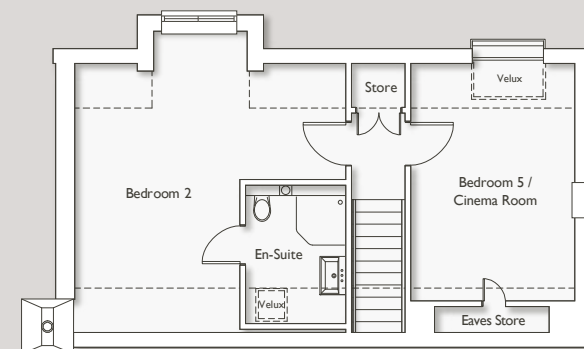 Velux
Store
Bedroom 2
Bedroom 5 /
Cinema Room
En-Suite
Velux
Eaves Store